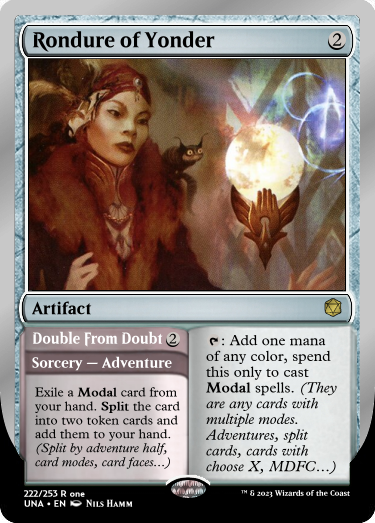 Rondure of Yonder 2
Artifact
Double From Doubt 2
Sorcery — Adventure
Exile a Modal card from
your hand. Split the card
into two token cards and
add them to your hand.
(Split by adventure half,
card modes, card faces…)
: Add one mana
of any color, spend
this only to cast
Modal spells. (They
are any cards with
multiple modes.
Adventures, split
cards, cards with
choose X, MDFC…)
222/253 R one
UNA • EN Nils Hamm
™ & © 2023 Wizards of the Coast